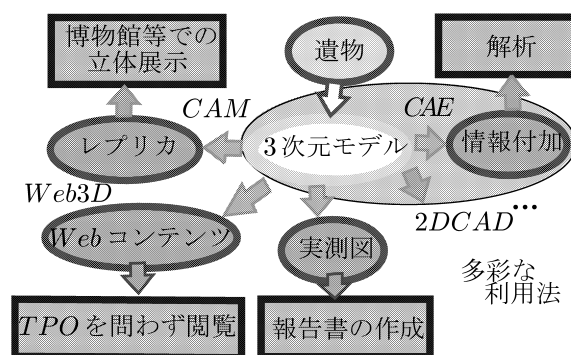 博物館等での
立体展示
遺物
解析
CAM
CAE
レプリカ
3次元モデル
情報付加
Web3D
2DCAD
...
Webコンテンツ
実測図
多彩な
利用法
TPOを問わず閲覧
報告書の作成